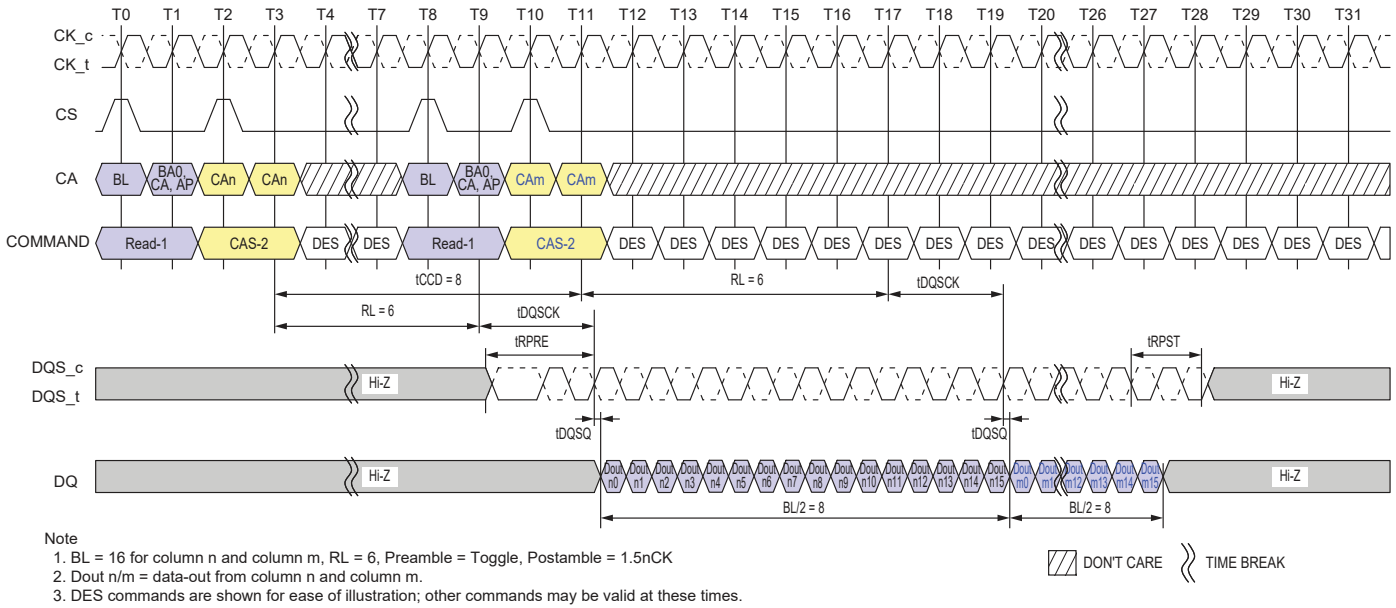 T0 T1 T2 T3 T4 T7 T8 T9 T10 T11 T12 T13 T14 T15 T16 T17 T18 T19 T20 T26 T27 T28 T29 T30 T31
CK_c
CK_t
CS
CA BL BA0, CA, AP CAn CAn BL BA0, CA, AP CAm CAm
COMMAND Read-1 CAS-2 DES DES Read-1 CAS-2 DES DES DES DES DES DES DES DES DES DES DES DES DES DES DES
tCCD = 8 RL = 6 tDQSCK
RL = 6 tDQSCK
tRPRE tRPST
DQS_c
DQS_t
Hi-Z Hi-Z
tDQSQ tDQSQ
DQ Hi-Z Dout n0 Dout n1 Dout n2 Dout n3 Dout n4 Dout n5 Dout n6 Dout n7 Dout n8 Dout n9 Dout n10 Dout n11 Dout n12 Dout n13 Dout n14 Dout n15 Dout m0 Dout m1 Dout m12 Dout m13 Dout m14 Dout m15 Hi-Z
BL/2 = 8 BL/2 = 8
Note
1. BL = 16 for column n and column m, RL = 6, Preamble = Toggle, Postamble = 1.5nCK
2. Dout n/m = data-out from column n and column m.
3. DES commands are shown for ease of illustration; other commands may be valid at these times.
DON'T CARE TIME BREAK